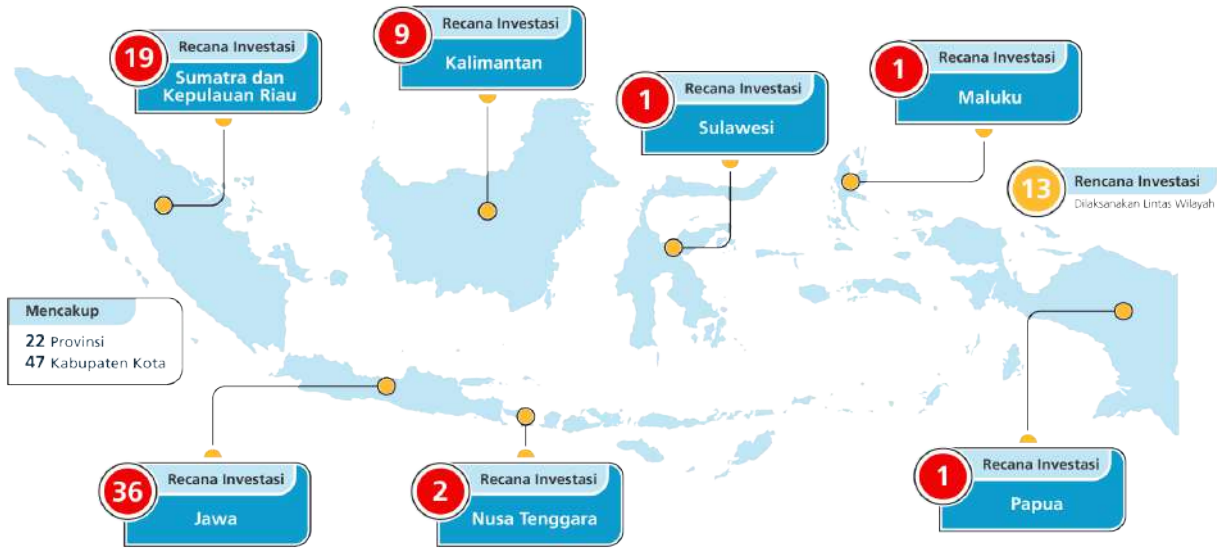 19
Recana Investasi
Sumatra dan
Kepulauan Riau
9
Recana Investasi
Kalimantan
1
Recana Investasi
Sulawesi
1
Recana Investasi
Maluku
13
Rencana Investasi
Dilaksanakan Lintas Wilayah
Mencakup
22 Provinsi
47 Kabupaten Kota
36
Recana Investasi
Jawa
2
Recana Investasi
Nusa Tenggara
1
Recana Investasi
Papua